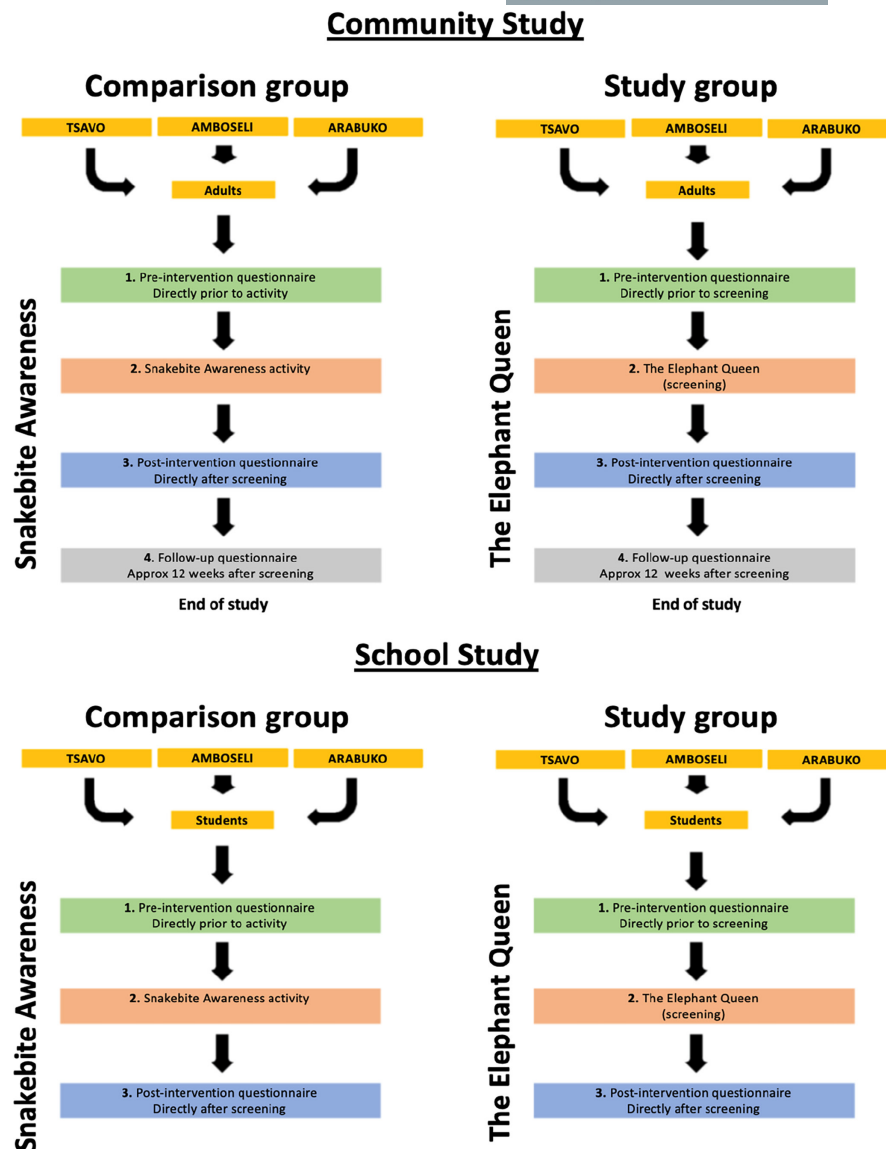 Community Study
Comparison group
TSAVO
AMBOSELI
ARABUKO
Adults
Snakebite Awareness
1. Pre-intervention questionnaire
Directly prior to activity
2. Snakebite Awareness activity
3. Post-intervention questionnaire
Directly after screening
4. Follow-up questionnaire
Approx 12 weeks after screening
End of study
Study group
TSAVO
AMBOSELI
ARABUKO
Adults
The Elephant Queen
1. Pre-intervention questionnaire
Directly prior to screening
2. The Elephant Queen
(screening)
3. Post-intervention questionnaire
Directly after screening
4. Follow-up questionnaire
Approx 12 weeks after screening
End of study
School Study
Comparison group
TSAVO
AMBOSELI
ARABUKO
Students
Snakebite Awareness
1. Pre-intervention questionnaire
Directly prior to activity
2. Snakebite Awareness activity
3. Post-intervention questionnaire
Directly after screening
Study group
TSAVO
AMBOSELI
ARABUKO
Students
The Elephant Queen
1. Pre-intervention questionnaire
Directly prior to screening
2. The Elephant Queen
(screening)
3. Post-intervention questionnaire
Directly after screening